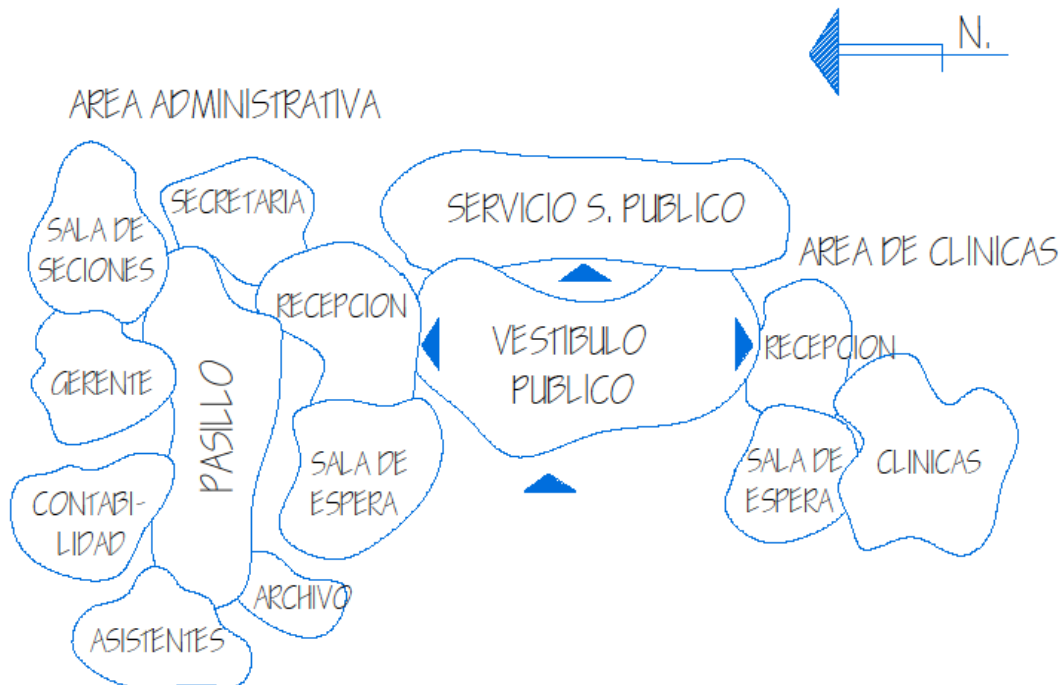 N.
AREA ADMINISTRATIVA
SECRETARIA
SALA DE
SECIONES
SERVICIO S. PUBLICO
AREA DE CLINICAS
RECEPCION
VESTIBULO
PUBLICO
RECEPCION
GERENTE
PASILLO
SALA DE
ESPERA
SALA DE
ESPERA
CLINICAS
CONTABI-
LIDAD
ARCHIVO
ASISTENTES